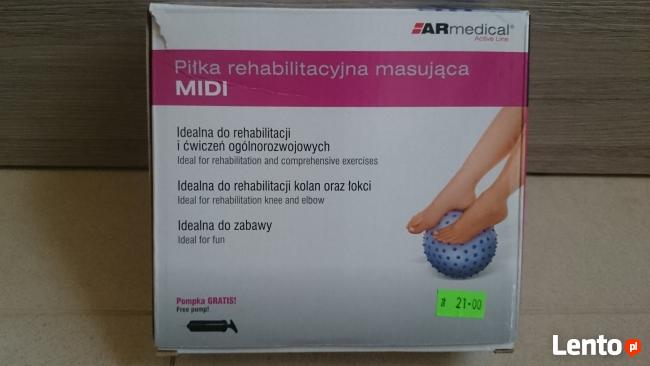 ARmedical®
Active Line
Piłka rehabilitacyjna masująca
MIDI
Idealna do rehabilitacji
i ćwiczeń ogólnorozwojowych
Ideal for rehabilitation and comprehensive exercises
Idealna do rehabilitacji kolan oraz łokci
Ideal for rehabilitation knee and elbow
Idealna do zabawy
Ideal for fun
Pompka GRATIS!
Free pump!
zł 21-00
Lento.pl